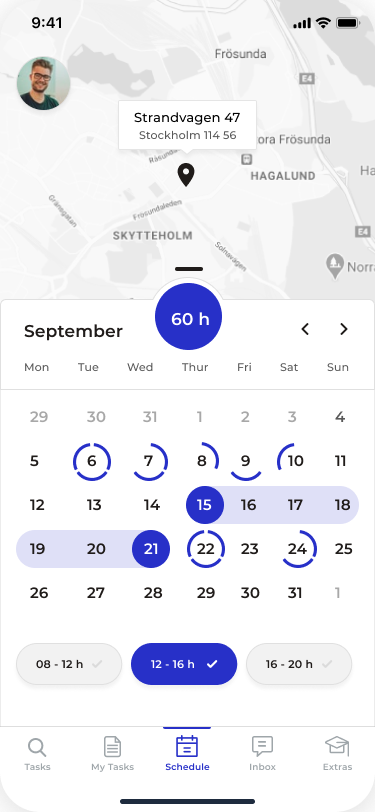 9:41
Frösunda
E4
Strandvagen 47
Stockholm 114 56
ora Frösunda
Råsun
HAGALUND
Ha
Gränsgatan
Frösundaleden
SKYTTEHOLM
Solnavägen
E4
Norra
60 h
September
Mon Tue Wed Thur Fri Sat Sun
29 30 31 1 2 3 4
5 6 7 8 9 10 11
12 13 14 15 16 17 18
19 20 21 22 23 24 25
26 27 28 29 30 31 1
08 - 12 h 12 - 16 h 16 - 20 h
Tasks My Tasks Schedule Inbox Extras